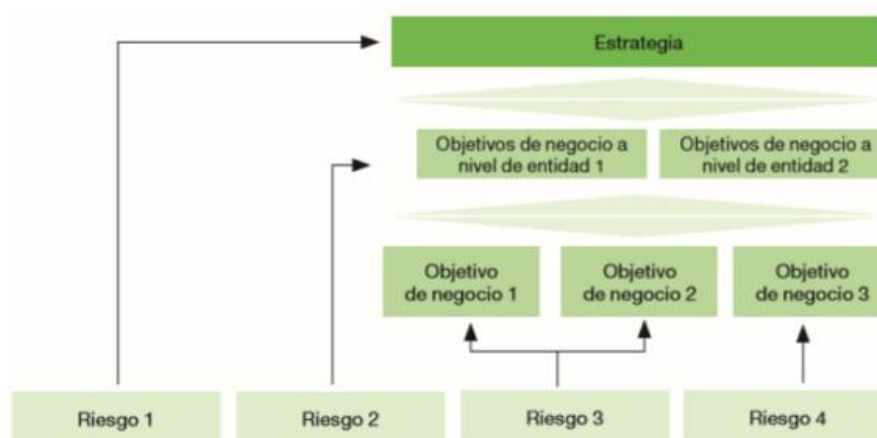 Estrategia
Objetivos de negocio a
nivel de entidad 1
Objetivos de negocio a
nivel de entidad 2
Objetivo
de negocio 1
Objetivo
de negocio 2
Objetivo
de negocio 3
Riesgo 1
Riesgo 2
Riesgo 3
Riesgo 4